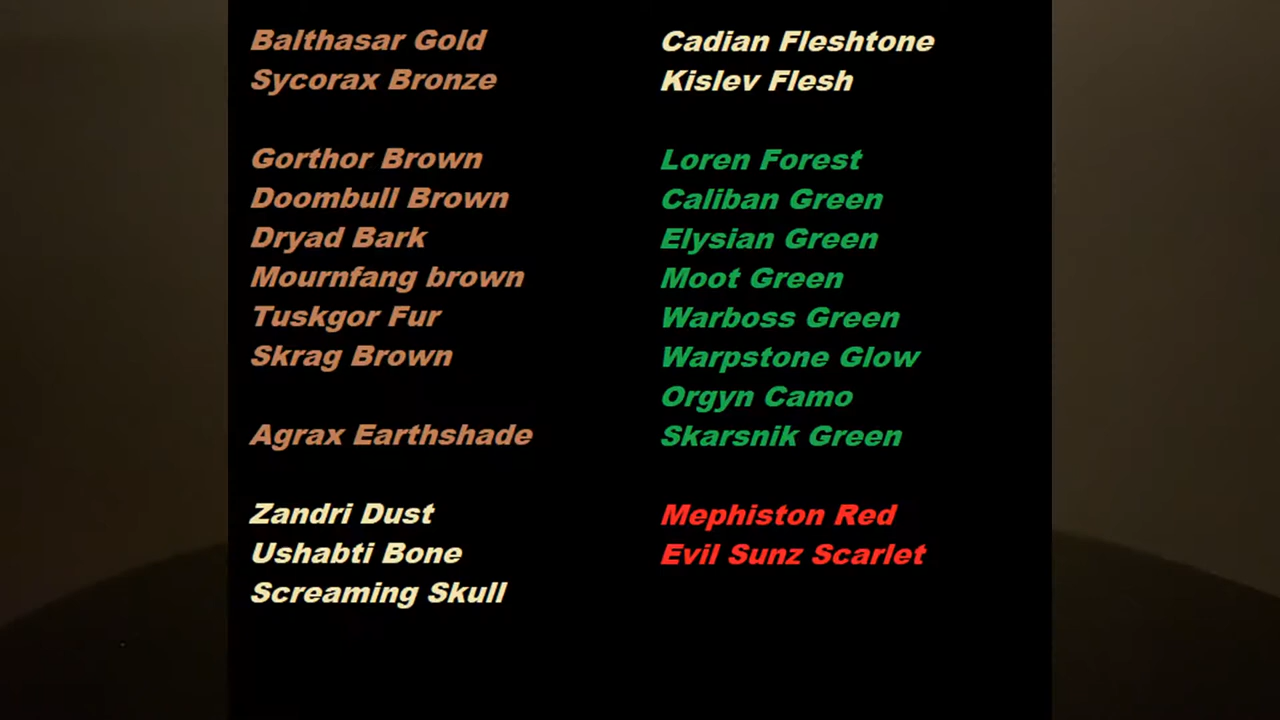 Balthasar Gold
Sycorax Bronze
Gorthor Brown
Doombull Brown
Dryad Bark
Mournfang brown
Tuskgor Fur
Skrag Brown
Agrax Earthshade
Zandri Dust
Ushabti Bone
Screaming Skull
Cadian Fleshtone
Kislev Flesh
Loren Forest
Caliban Green
Elysian Green
Moot Green
Warboss Green
Warpstone Glow
Orgyn Camo
Skarsnik Green
Mephiston Red
Evil Sunz Scarlet